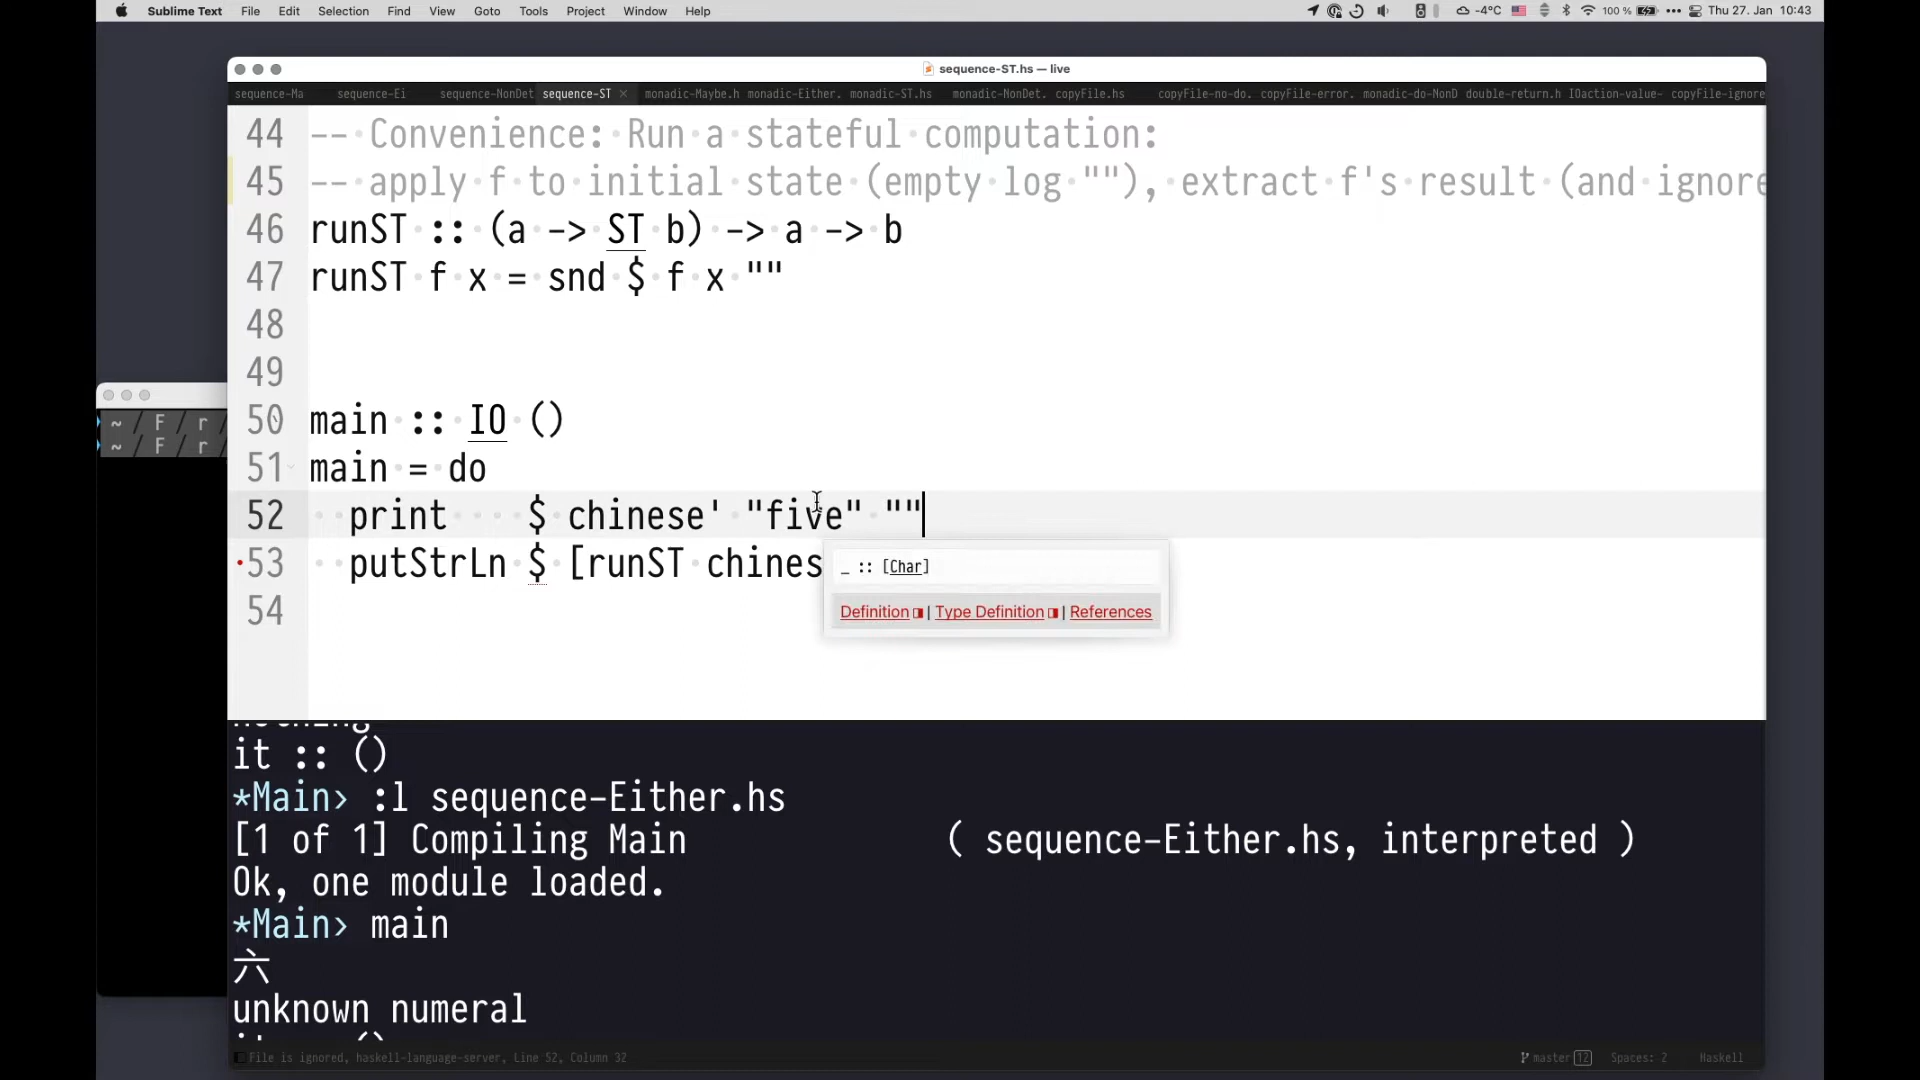 Sublime Text File Edit Selection Find View Goto Tools Project Window Help -4°C 100 % Thu 27. Jan 10:43
sequence-ST.hs — live
sequence-Ma sequence-Ei sequence-NonDet sequence-ST × monadic-Maybe.h monadic-Either. monadic-ST.hs monadic-NonDet. copyFile.hs copyFile-no-do. copyFile-error. monadic-do-NonD double-return.h IOaction-value- copyFile-ignore
44 -- Convenience: Run a stateful computation:
45 -- apply f to initial state (empty log ""), extract f's result (and ignore
46 runST :: (a -> ST b) -> a -> b
47 runST f x = snd $ f x ""
48
49
50 main :: IO ()
51 main = do
52 print $ chinese' "five" ""
53 putStrLn $ [runST chines
54
_ :: [Char]
Definition | Type Definition | References
~ / F / r /
~ / F / r /
it :: ()
*Main> :l sequence-Either.hs
[1 of 1] Compiling Main ( sequence-Either.hs, interpreted )
Ok, one module loaded.
*Main> main
六
unknown numeral
File is ignored, haskell-language-server, Line 52, Column 32 master 12 Spaces: 2 Haskell